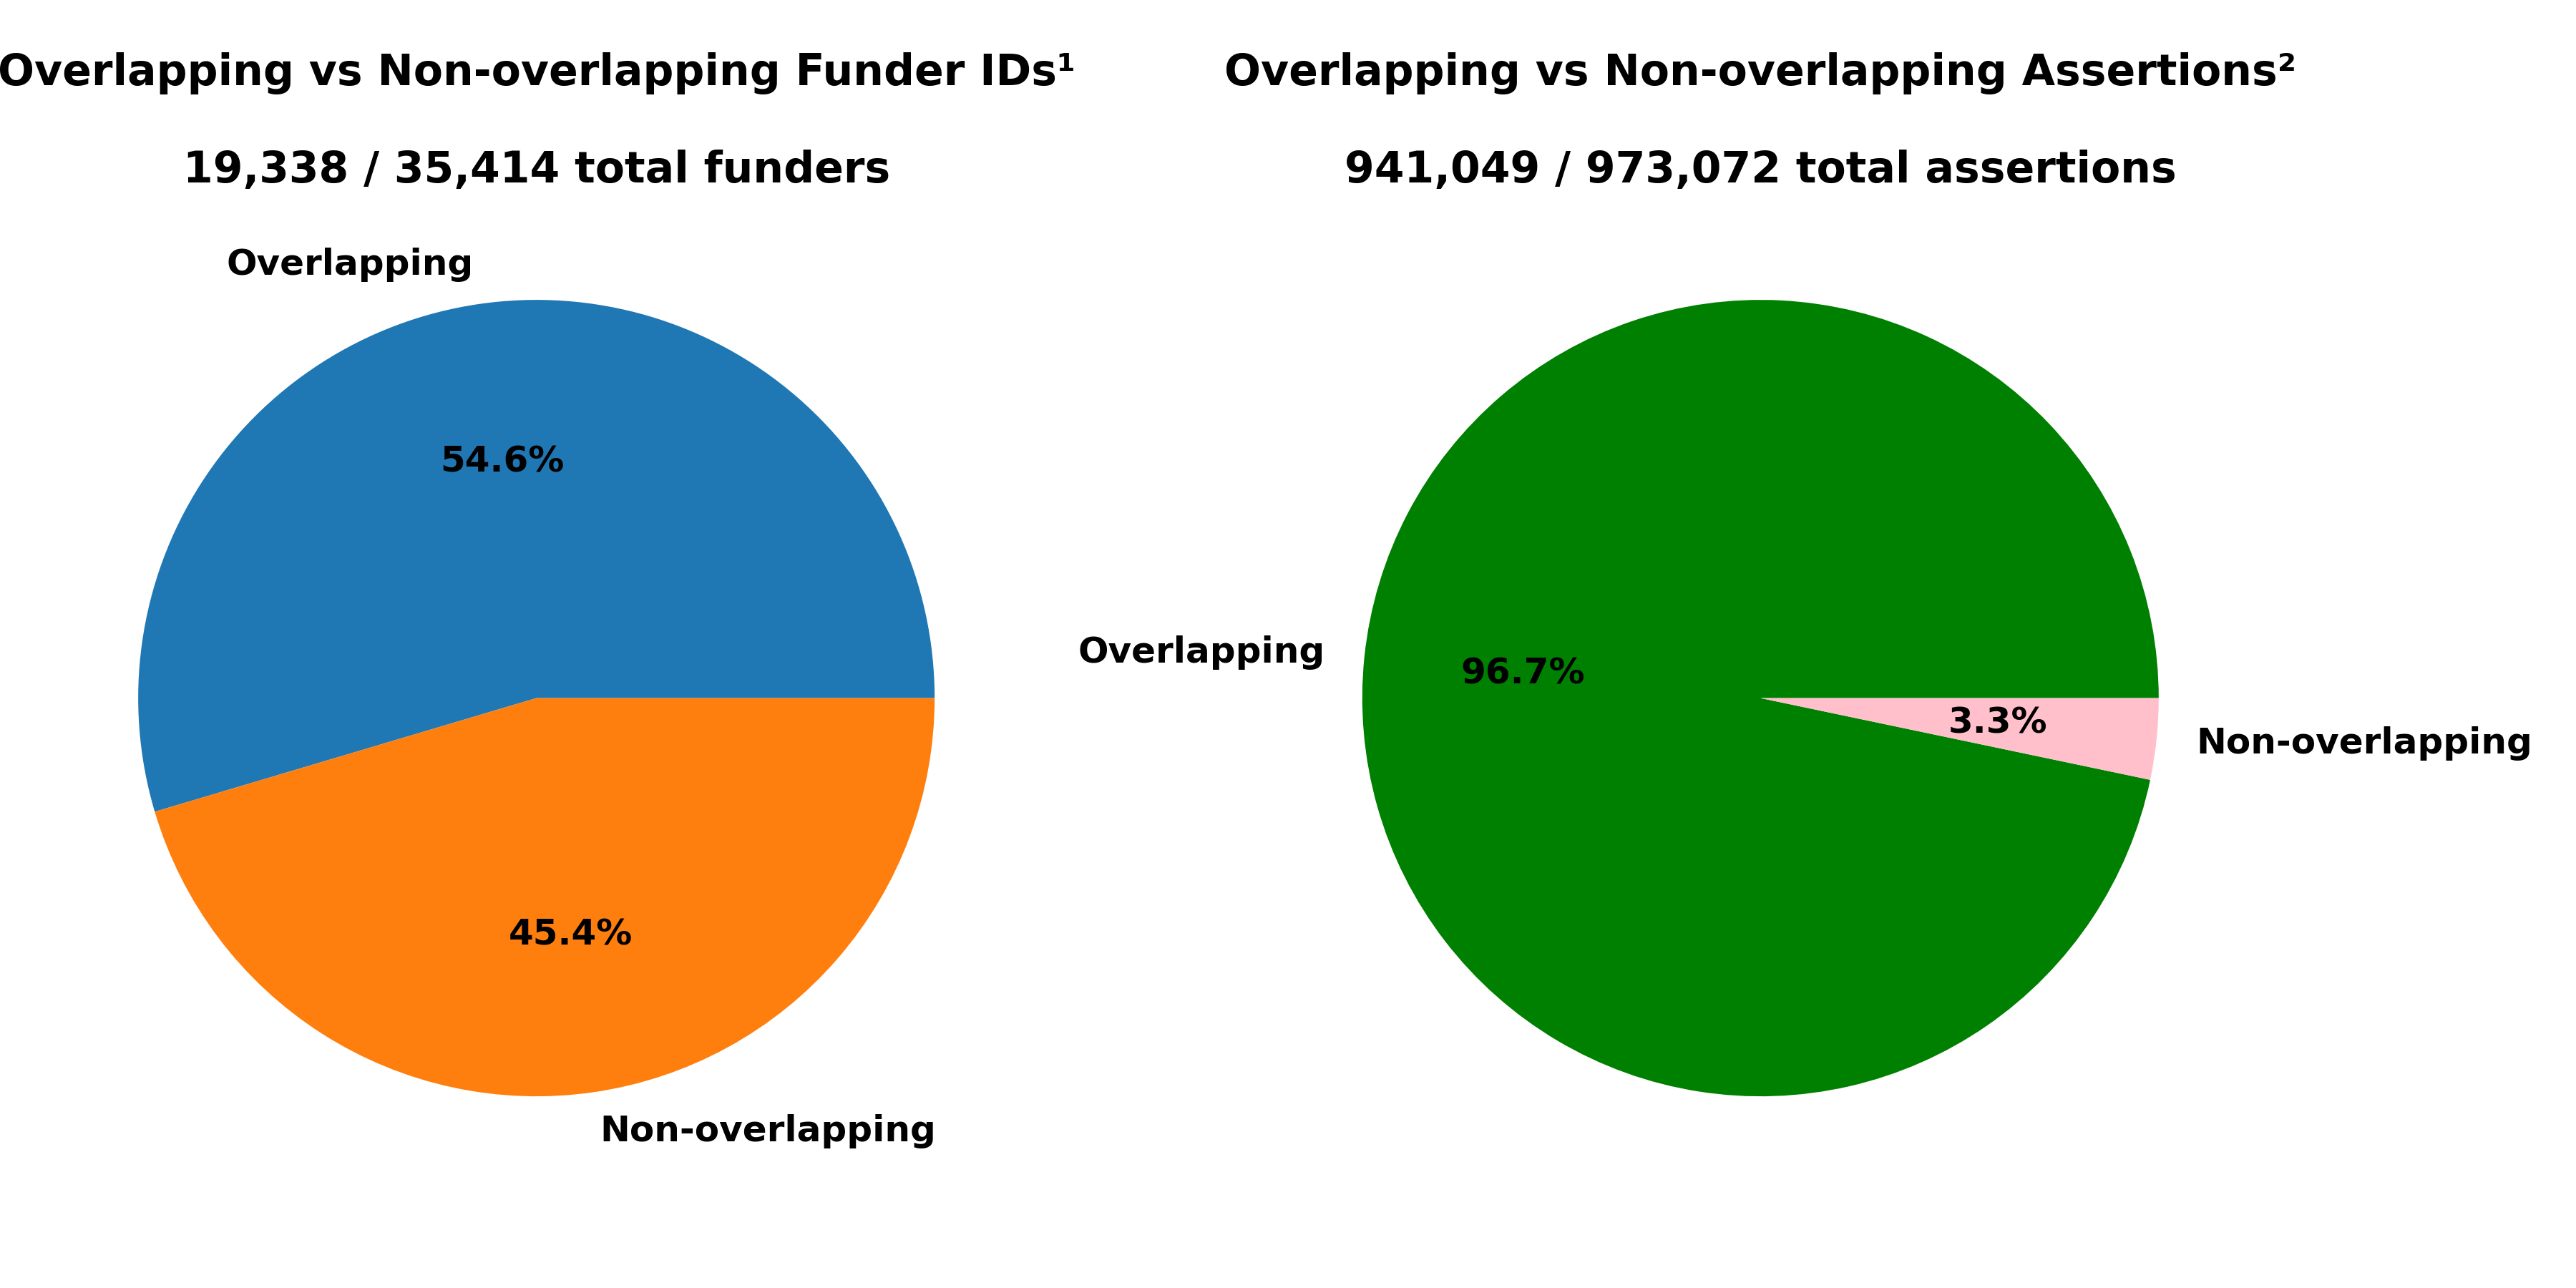 Overlapping vs Non-overlapping Funder IDs¹
19,338 / 35,414 total funders
Overlapping
54.6%
45.4%
Non-overlapping
Overlapping vs Non-overlapping Assertions²
941,049 / 973,072 total assertions
Overlapping
96.7%
3.3%
Non-overlapping